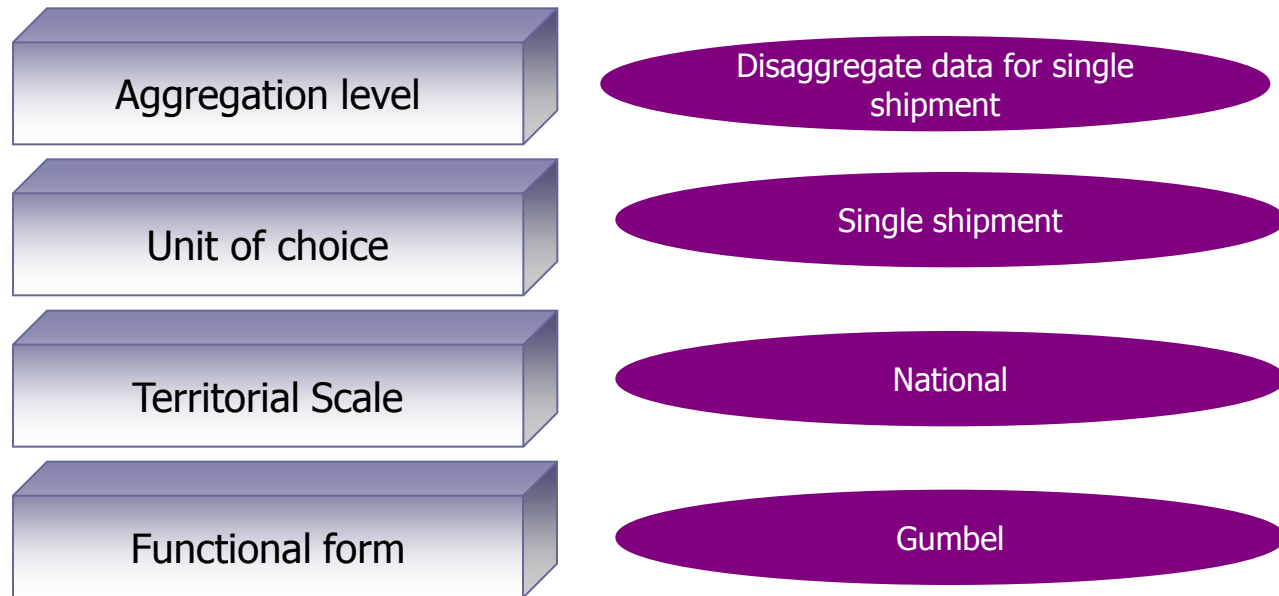 Aggregation level
Disaggregate data for single
shipment
Unit of choice
Single shipment
Territorial Scale
National
Functional form
Gumbel